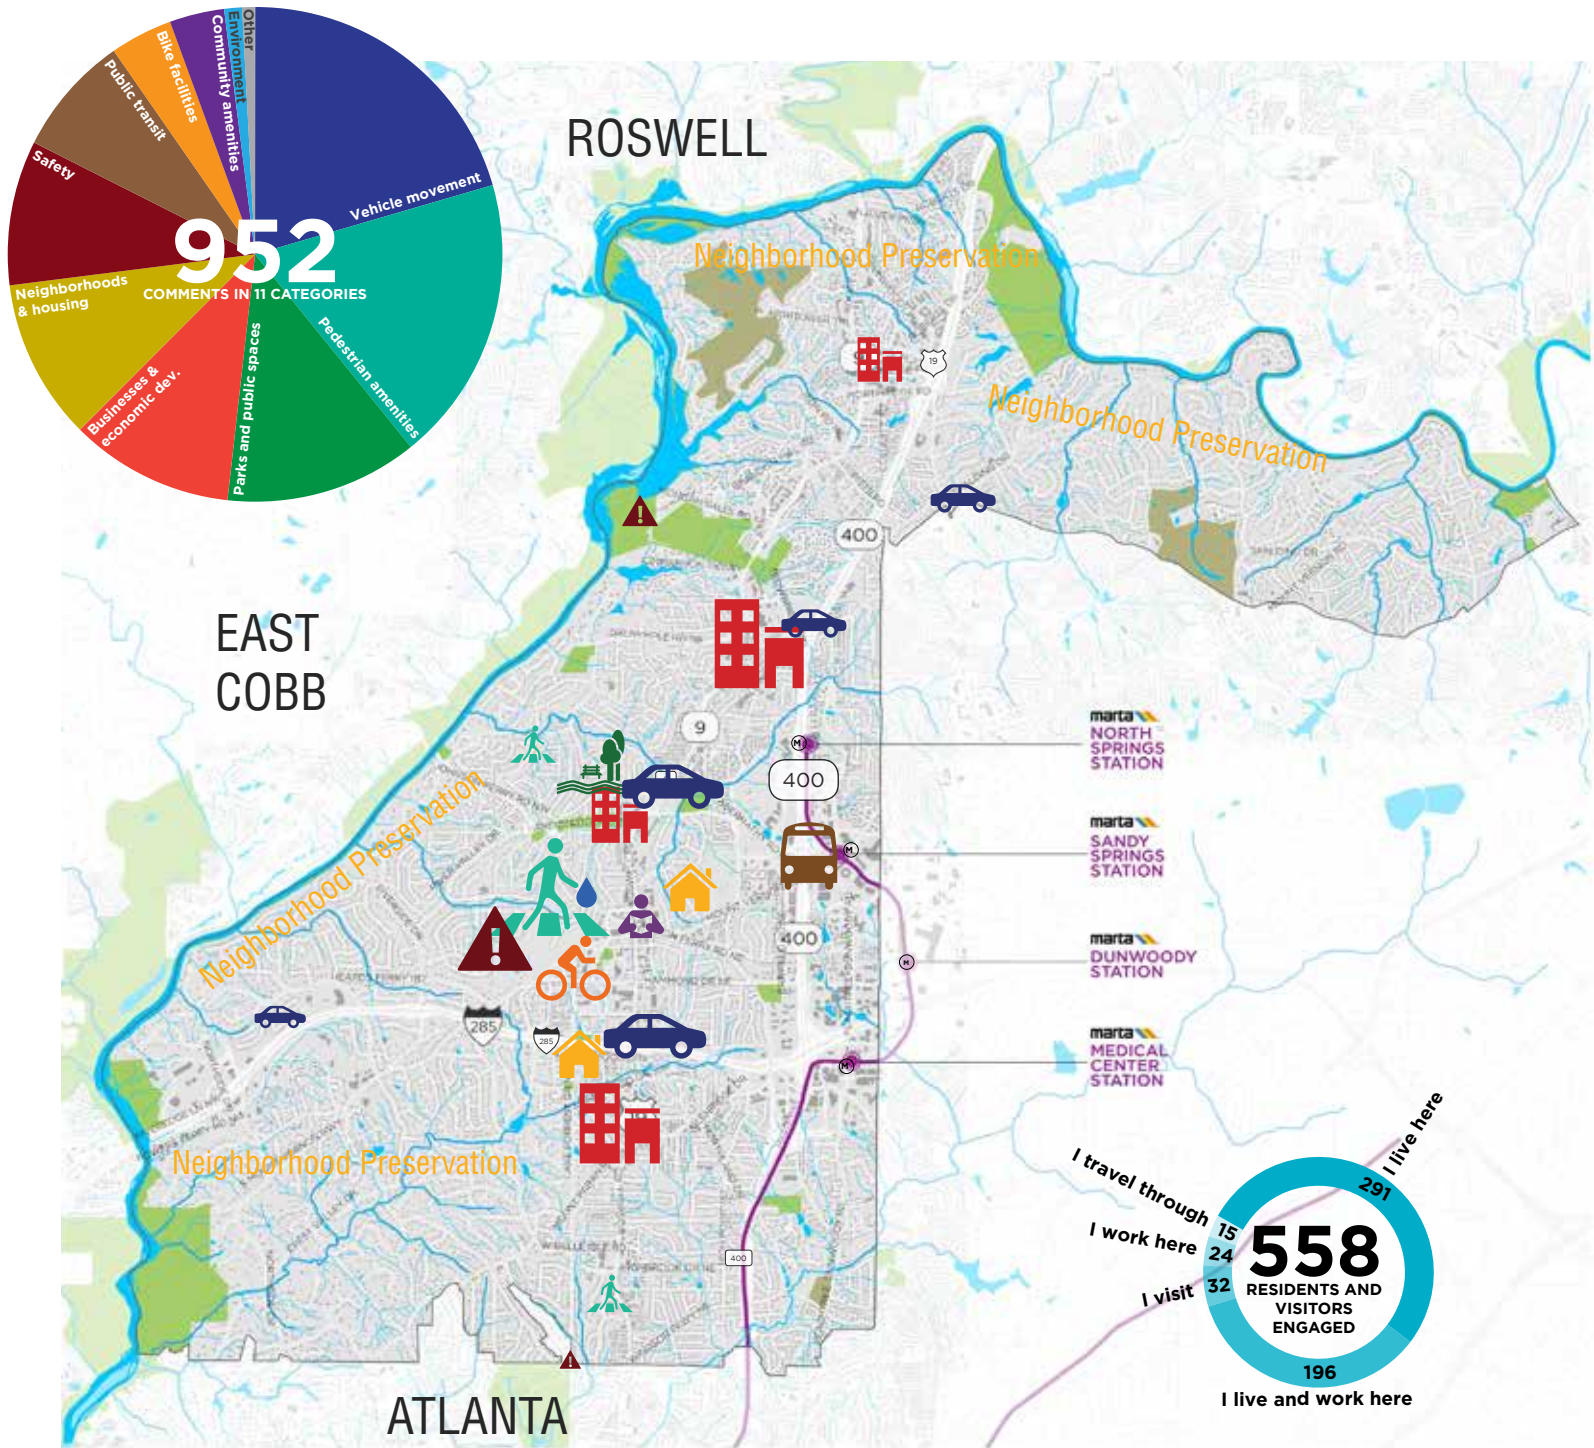 Other
Environment
Community amenities
Bike facilities
Public transit
Safety
Vehicle movement
952
COMMENTS IN 11 CATEGORIES
Neighborhoods
& housing
Businesses &
economic dev.
Parks and public spaces
Pedestrian amenities
ROSWELL
Neighborhood Preservation
19
Neighborhood Preservation
400
EAST
COBB
9
marta
NORTH
SPRINGS
STATION
M
400
marta
SANDY
SPRINGS
STATION
M
Neighborhood Preservation
400
marta
DUNWOODY
STATION
M
285
285
marta
MEDICAL
CENTER
STATION
M
Neighborhood Preservation
400
I live here
291
I travel through
15
I work here
24
I visit
32
558
RESIDENTS AND
VISITORS
ENGAGED
196
I live and work here
ATLANTA